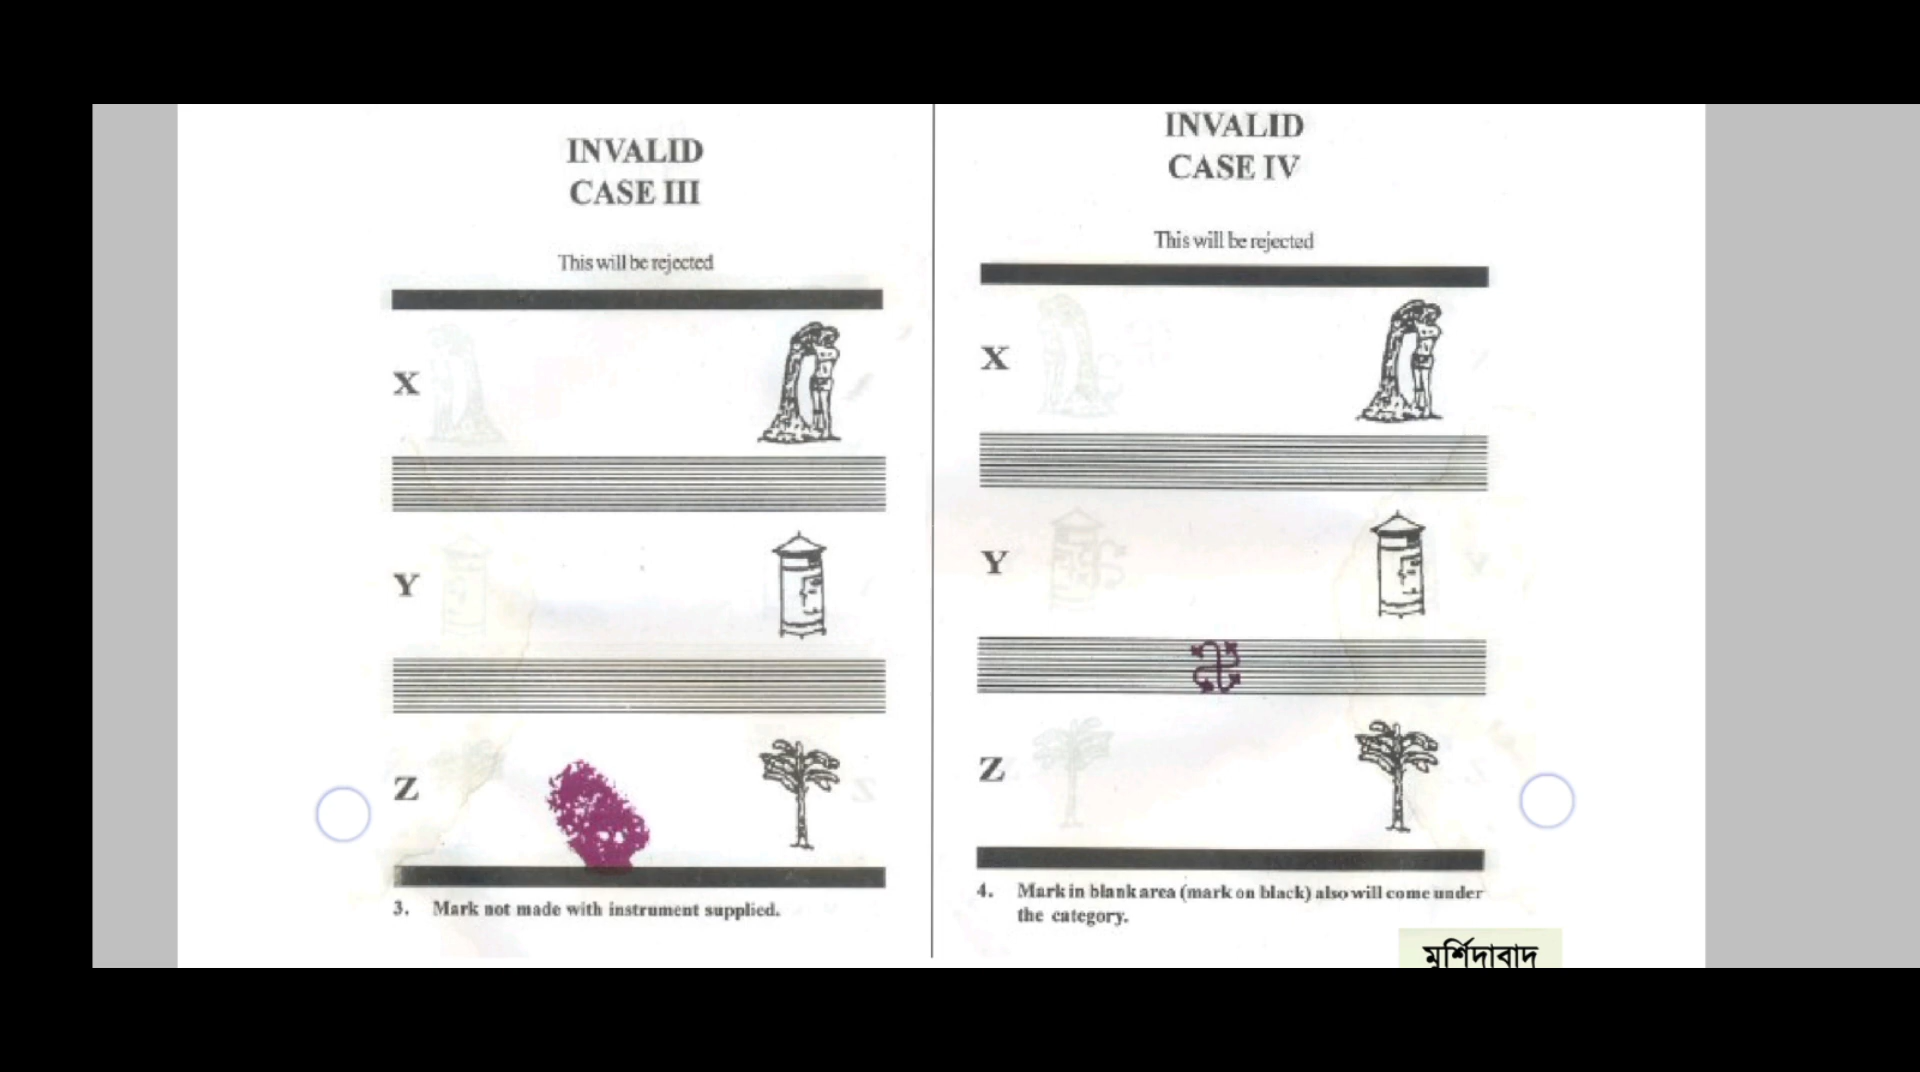 INVALID
CASE III
This will be rejected
X
Y
Z
3. Mark not made with instrument supplied.
INVALID
CASE IV
This will be rejected
X
Y
Z
4. Mark in blank area (mark on black) also will come under
the category.
মুর্শিদাবাদ